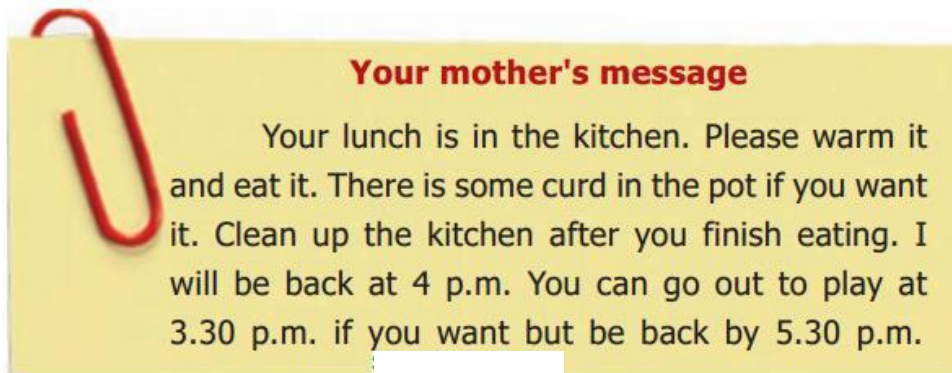 Your mother's message
Your lunch is in the kitchen. Please warm it
and eat it. There is some curd in the pot if you want
it. Clean up the kitchen after you finish eating. I
will be back at 4 p.m. You can go out to play at
3.30 p.m. if you want but be back by 5.30 p.m.